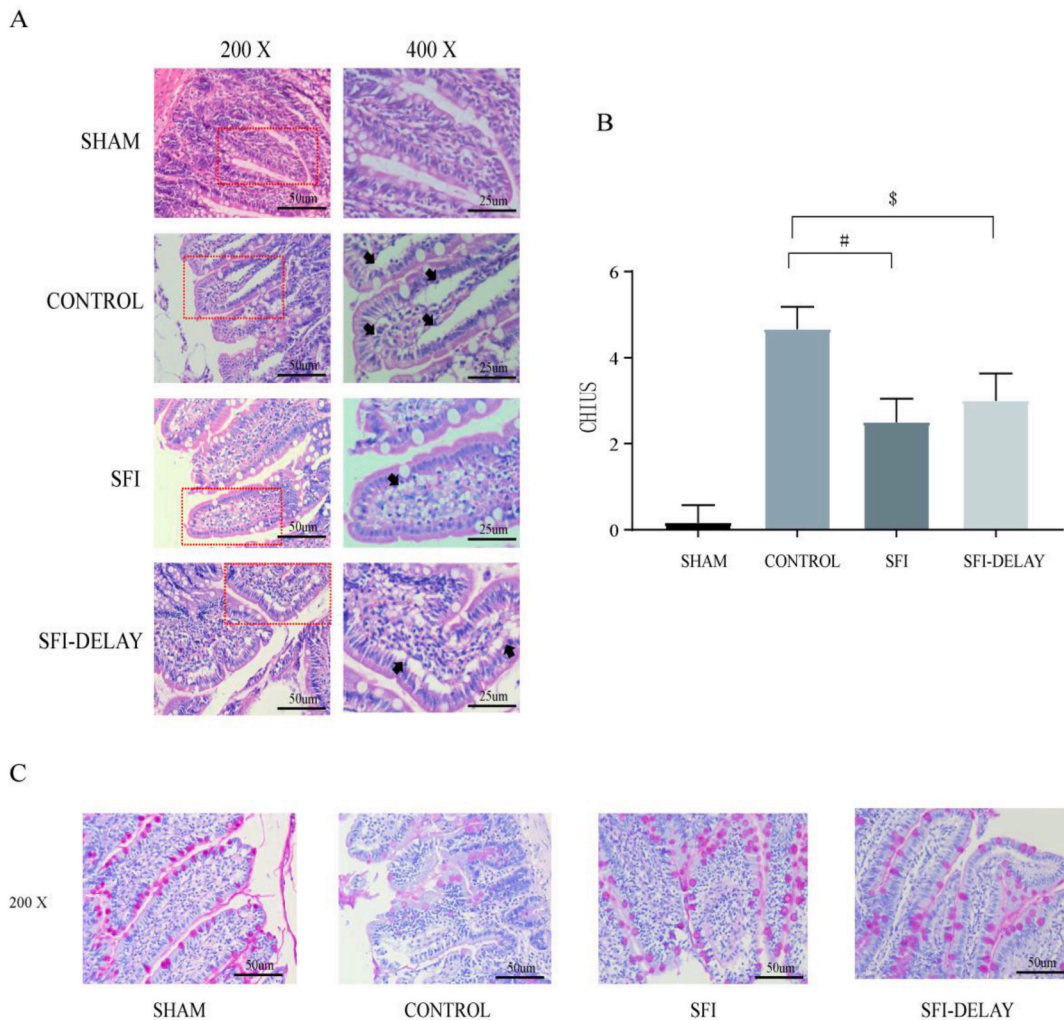 A
200 X
400 X
SHAM
50um
25um
CONTROL
50um
25um
SFI
50um
25um
SFI-DELAY
50um
25um
B
$
#
6
4
2
0
CHIUS
SHAM
CONTROL
SFI
SFI-DELAY
C
200 X
50um
50um
50um
50um
SHAM
CONTROL
SFI
SFI-DELAY